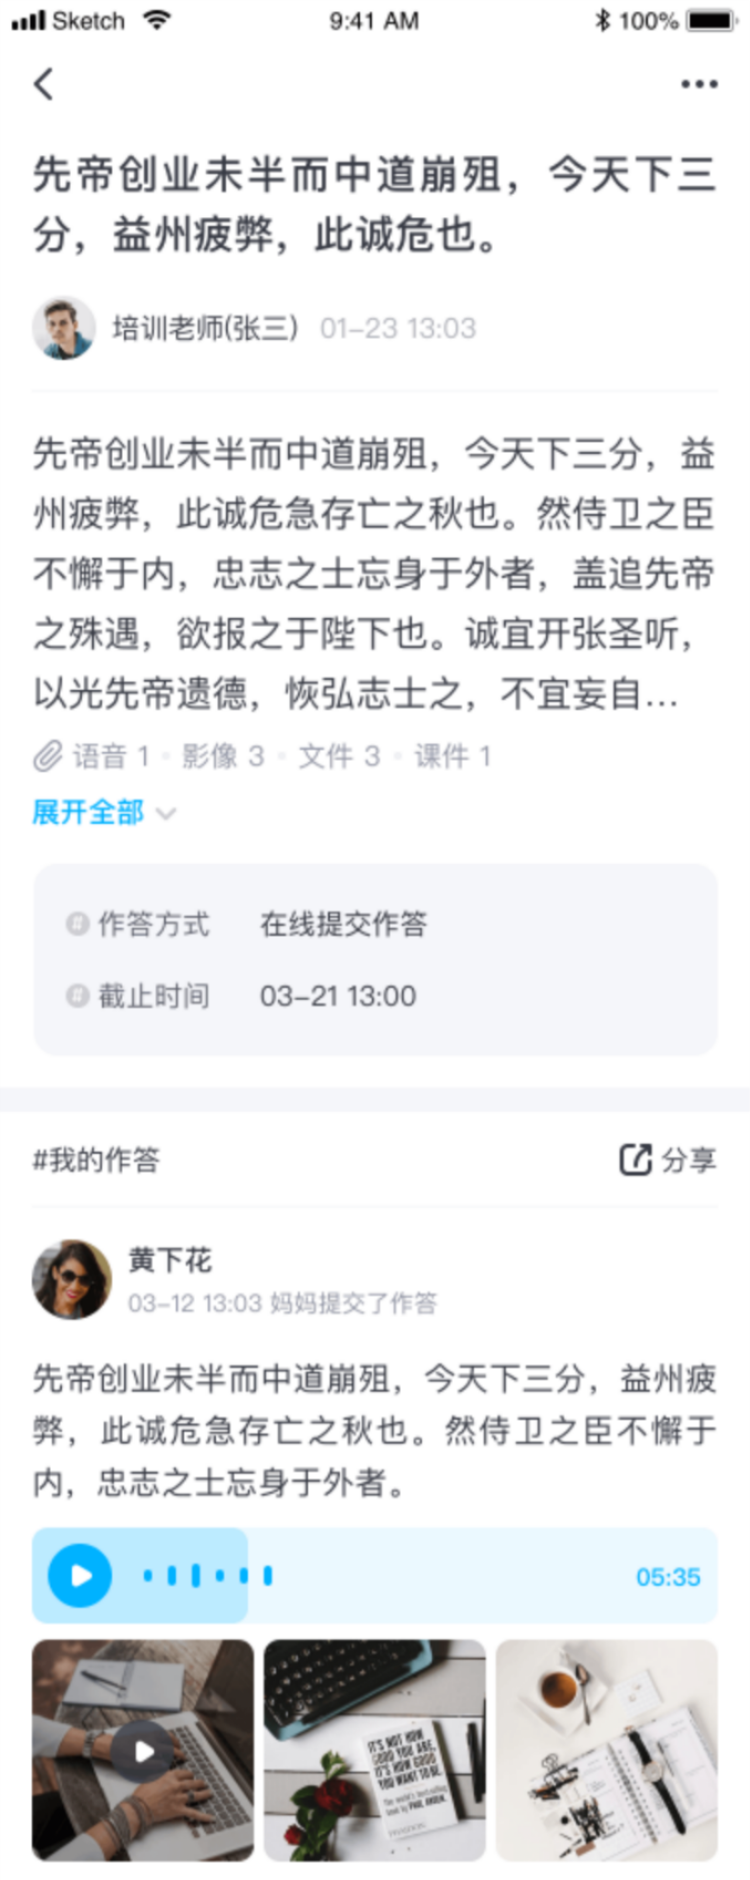 Sketch 9:41 AM 100%
先帝创业未半而中道崩殂，今天下三
分，益州疲弊，此诚危也。
培训老师(张三) 01-23 13:03
先帝创业未半而中道崩殂，今天下三分，益
州疲弊，此诚危急存亡之秋也。然侍卫之臣
不懈于内，忠志之士忘身于外者，盖追先帝
之殊遇，欲报之于陛下也。诚宜开张圣听，
以光先帝遗德，恢弘志士之，不宜妄自...
语音 1 · 影像 3 · 文件 3 · 课件 1
展开全部
# 作答方式 在线提交作答
# 截止时间 03-21 13:00
#我的作答 分享
黄下花
03-12 13:03 妈妈提交了作答
先帝创业未半而中道崩殂，今天下三分，益州疲
弊，此诚危急存亡之秋也。然侍卫之臣不懈于
内，忠志之士忘身于外者。
05:35
IT'S NOT HOW
GOOD YOU ARE,
IT'S HOW GOOD
YOU WANT TO BE.
The world's best-selling
book by PAUL ARDEN.